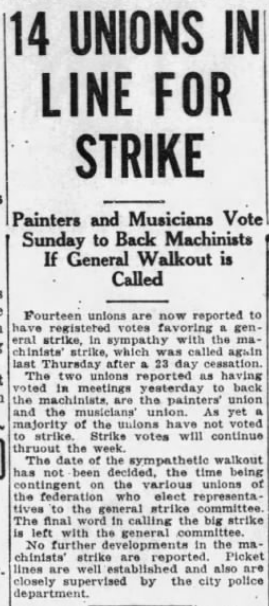 14 UNIONS IN
LINE FOR
STRIKE
Painters and Musicians Vote
Sunday to Back Machinists
If General Walkout is
Called
Fourteen unions are now reported to
have registered votes favoring a gen-
eral strike, in sympathy with the ma-
chinists' strike, which was called again
last Thursday after a 23 day cessation.
The two unions reported as having
voted in meetings yesterday to back
the machinists, are the painters' union
and the musicians' union. As yet a
majority of the unions have not voted
to strike. Strike votes will continue
thruout the week.
The date of the sympathetic walkout
has not been decided, the time being
contingent on the various unions of
the federation who elect representa-
tives to the general strike committee.
The final word in calling the big strike
is left with the general committee.
No further developments in the ma-
chinists' strike are reported. Picket
lines are well established and also are
closely supervised by the city police
department.